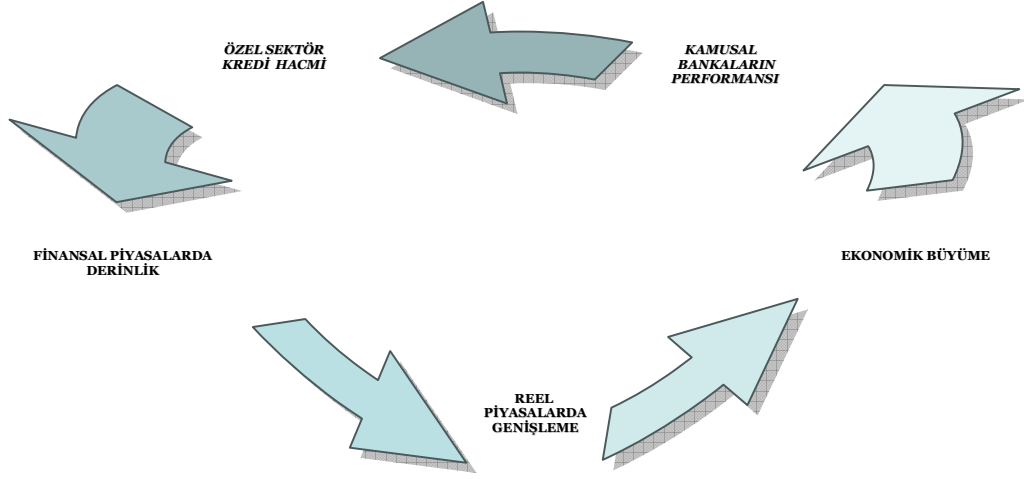 ÖZEL SEKTÖR
KREDİ HACMİ
KAMUSAL
BANKALARIN
PERFORMANSI
FİNANSAL PİYASALARDA
DERİNLİK
EKONOMİK BÜYÜME
REEL
PİYASALARDA
GENİŞLEME